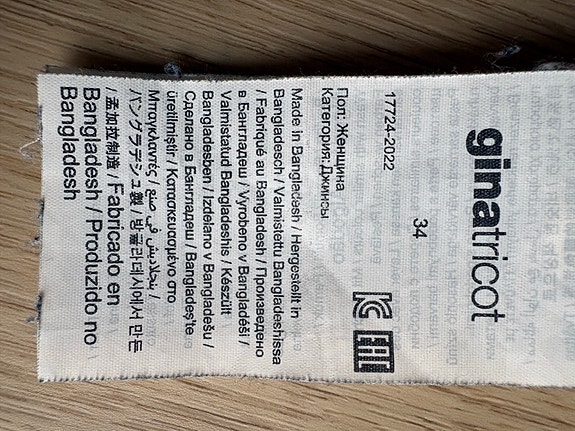 ginatricot
34
17724-2022
Пол: Женщина
Категория: Джинсы
Made in Bangladesh / Hergestellt in
Bangladesch / Valmistettu Bangladeshissa
/ Fabriqué au Bangladesh / Произведено
в Бангладеш / Vyrobeno v Bangladéši /
Valmistatud Bangladeshis / Készült
Bangladesben / Izdelano v Bangladešu /
Сделано в Бангладеш / Bangladeş'te
üretilmiştir / Κατασκευασμένο στο
Μπαγκλαντές / صنع في بنجلاديش /
バングラデシュ製 / 방글라데시에서 만든
/ 孟加拉制造 / Fabricado en
Bangladesh / Produzido no
Bangladesh